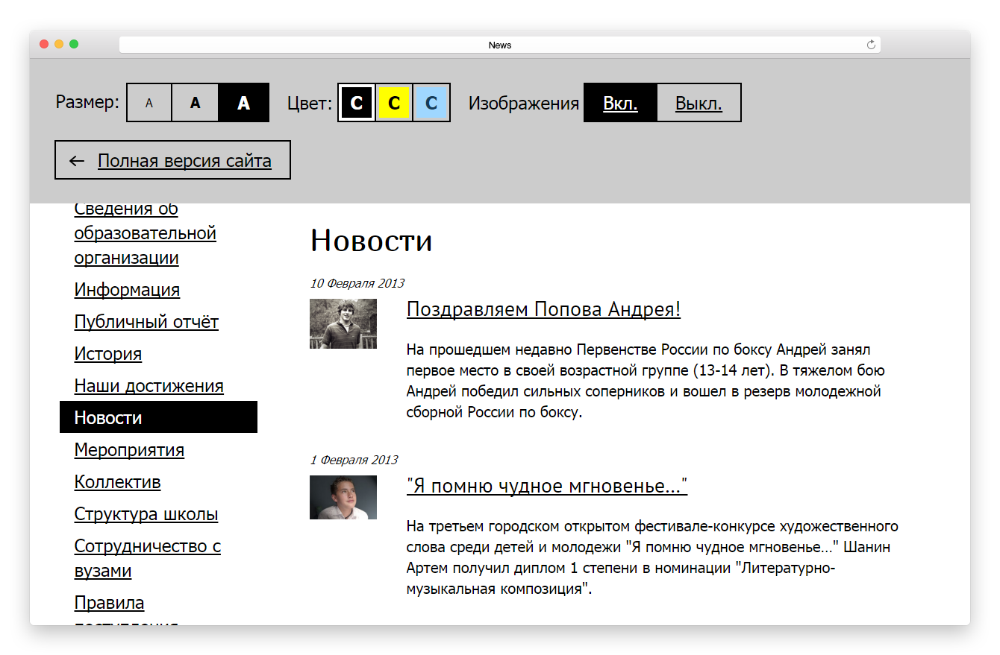 News
Размер: A A A Цвет: C C C Изображения Вкл. Выкл.
← Полная версия сайта
Сведения об
образовательной
организации
Информация
Публичный отчёт
История
Наши достижения
Новости
Мероприятия
Коллектив
Структура школы
Сотрудничество с
вузами
Правила
поступления
Новости
10 Февраля 2013
Поздравляем Попова Андрея!
На прошедшем недавно Первенстве России по боксу Андрей занял
первое место в своей возрастной группе (13-14 лет). В тяжелом бою
Андрей победил сильных соперников и вошел в резерв молодежной
сборной России по боксу.
1 Февраля 2013
"Я помню чудное мгновенье..."
На третьем городском открытом фестивале-конкурсе художественного
слова среди детей и молодежи "Я помню чудное мгновенье…" Шанин
Артем получил диплом 1 степени в номинации "Литературно-
музыкальная композиция".